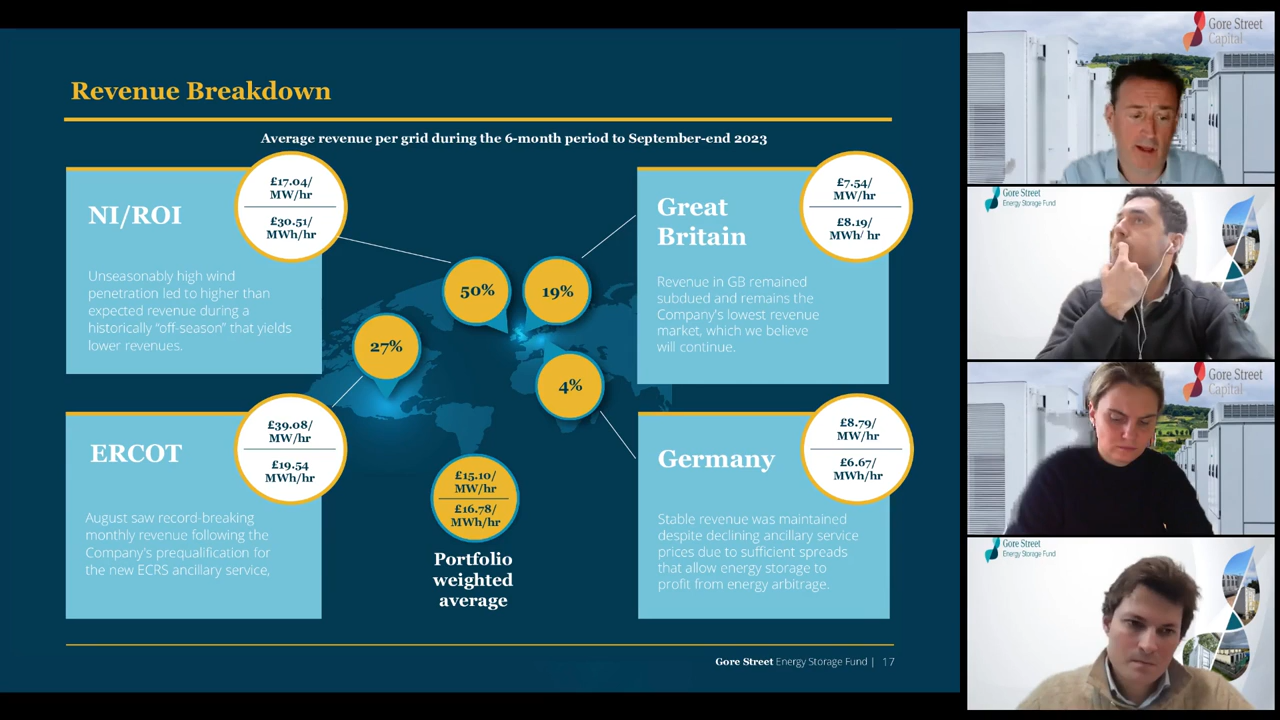 Revenue Breakdown
Average revenue per grid during the 6-month period to September-end 2023
NI/ROI
£17.04/
MW/hr
£30.51/
MWh/hr
Unseasonably high wind
penetration led to higher than
expected revenue during a
historically “off-season” that yields
lower revenues.
Great
Britain
£7.54/
MW/hr
£8.19/
MWh/ hr
Revenue in GB remained
subdued and remains the
Company's lowest revenue
market, which we believe
will continue.
50%
19%
27%
4%
ERCOT
£39.08/
MW/hr
£19.54
MWh/hr
August saw record-breaking
monthly revenue following the
Company's prequalification for
the new ECRS ancillary service,
£15.10/
MW/hr
£16.78/
MWh/hr
Portfolio
weighted
average
Germany
£8.79/
MW/hr
£6.67/
MWh/hr
Stable revenue was maintained
despite declining ancillary service
prices due to sufficient spreads
that allow energy storage to
profit from energy arbitrage.
Gore Street Energy Storage Fund | 17
Gore Street
Capital
Gore Street
Energy Storage Fund
Gore Street
Capital
Gore Street
Energy Storage Fund